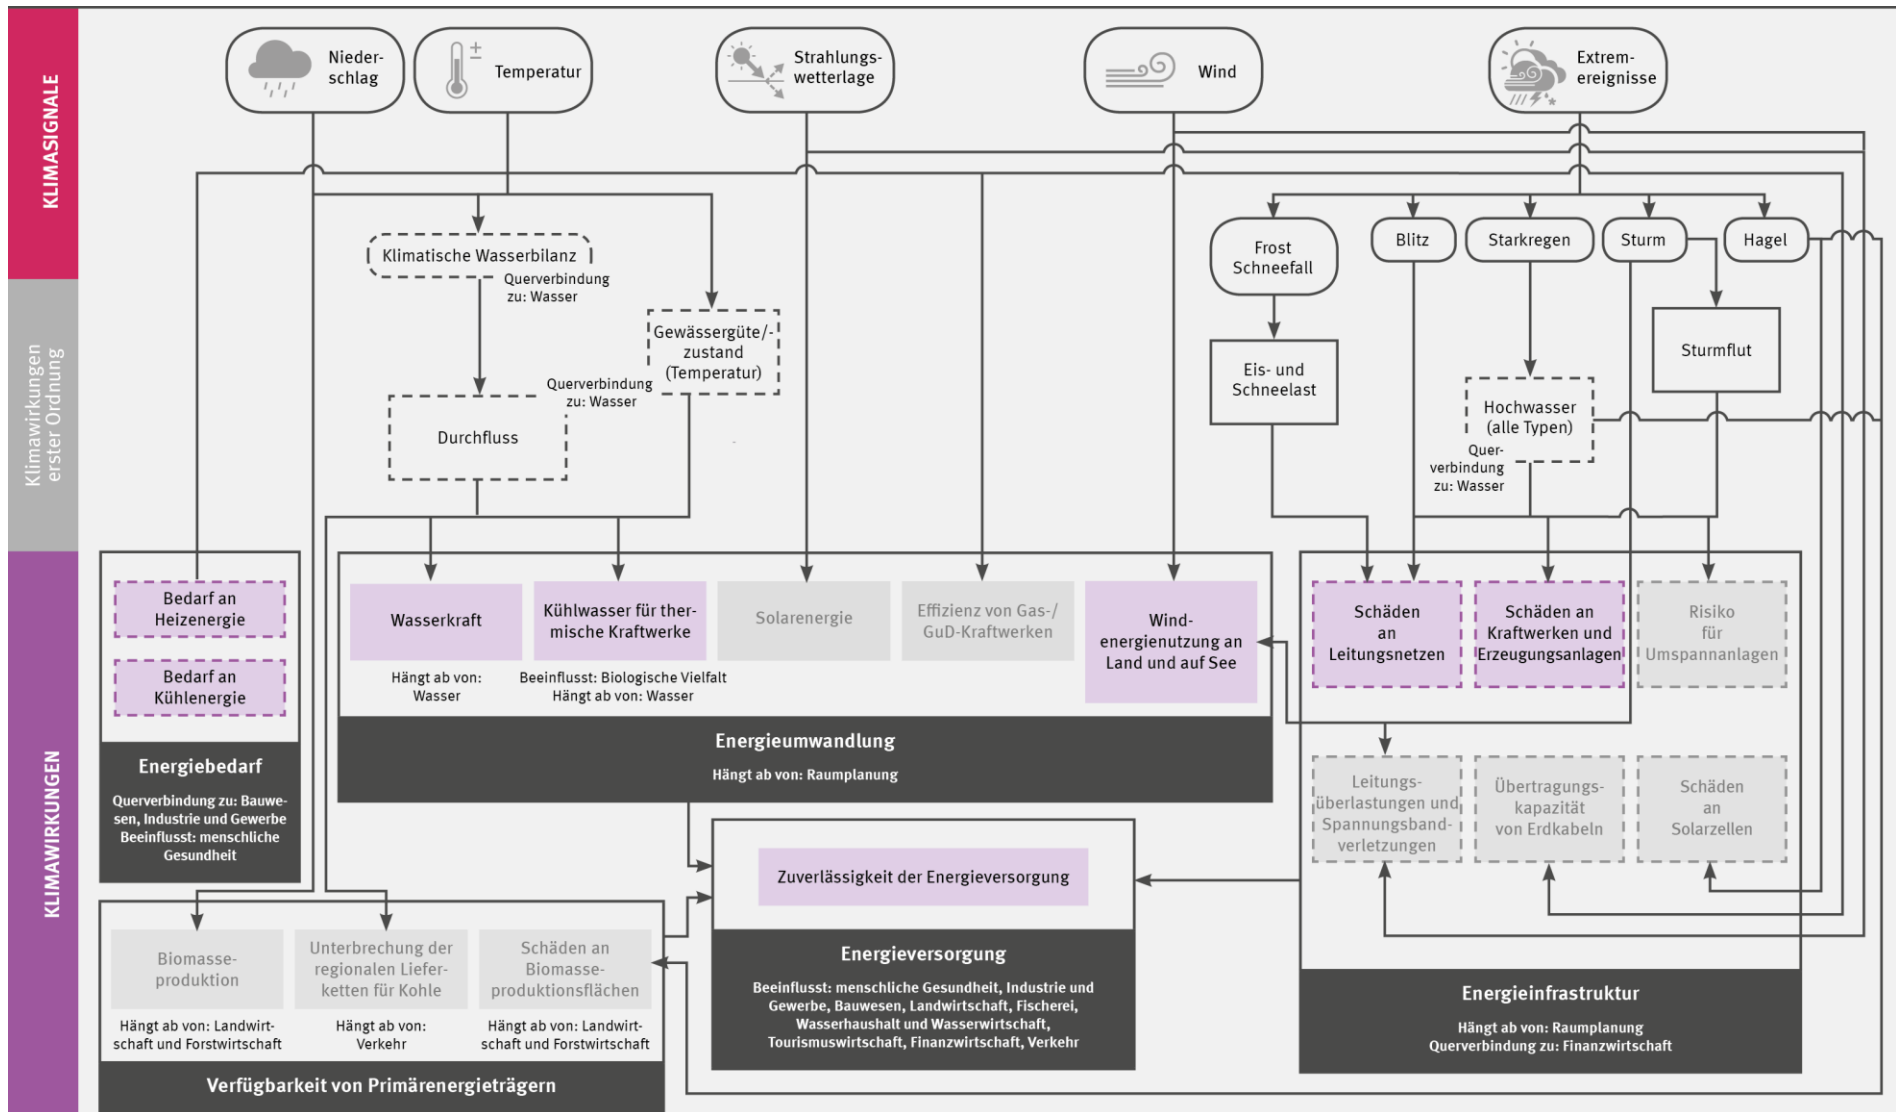 KLIMASIGNALE
Nieder-
schlag
Temperatur
±
Strahlungs-
wetterlage
Wind
Extrem-
ereignisse
Klimatische Wasserbilanz
Querverbindung
zu: Wasser
Frost
Schneefall
Blitz
Starkregen
Sturm
Hagel
Klimawirkungen
erster Ordnung
Gewässergüte/-
zustand
(Temperatur)
Querverbindung
zu: Wasser
Durchfluss
Eis- und
Schneelast
Hochwasser
(alle Typen)
Quer-
verbindung
zu: Wasser
Sturmflut
KLIMAWIRKUNGEN
Bedarf an
Heizenergie
Bedarf an
Kühlenergie
Energiebedarf
Querverbindung zu: Bauwe-
sen, Industrie und Gewerbe
Beeinflusst: menschliche
Gesundheit
Wasserkraft
Hängt ab von:
Wasser
Kühlwasser für ther-
mische Kraftwerke
Beeinflusst: Biologische Vielfalt
Hängt ab von: Wasser
Solarenergie
Effizienz von Gas-/
GuD-Kraftwerken
Wind-
energienutzung an
Land und auf See
Energieumwandlung
Hängt ab von: Raumplanung
Schäden
an
Leitungsnetzen
Schäden an
Kraftwerken und
Erzeugungsanlagen
Risiko
für
Umspannanlagen
Leitungs-
überlastungen und
Spannungsband-
verletzungen
Übertragungs-
kapazität
von Erdkabeln
Schäden
an
Solarzellen
Energieinfrastruktur
Hängt ab von: Raumplanung
Querverbindung zu: Finanzwirtschaft
Zuverlässigkeit der Energieversorgung
Energieversorgung
Beeinflusst: menschliche Gesundheit, Industrie und
Gewerbe, Bauwesen, Landwirtschaft, Fischerei,
Wasserhaushalt und Wasserwirtschaft,
Tourismuswirtschaft, Finanzwirtschaft, Verkehr
Biomasse-
produktion
Hängt ab von: Landwirt-
schaft und Forstwirtschaft
Unterbrechung der
regionalen Liefer-
ketten für Kohle
Hängt ab von:
Verkehr
Schäden an
Biomasse-
produktionsflächen
Hängt ab von: Landwirt-
schaft und Forstwirtschaft
Verfügbarkeit von Primärenergieträgern